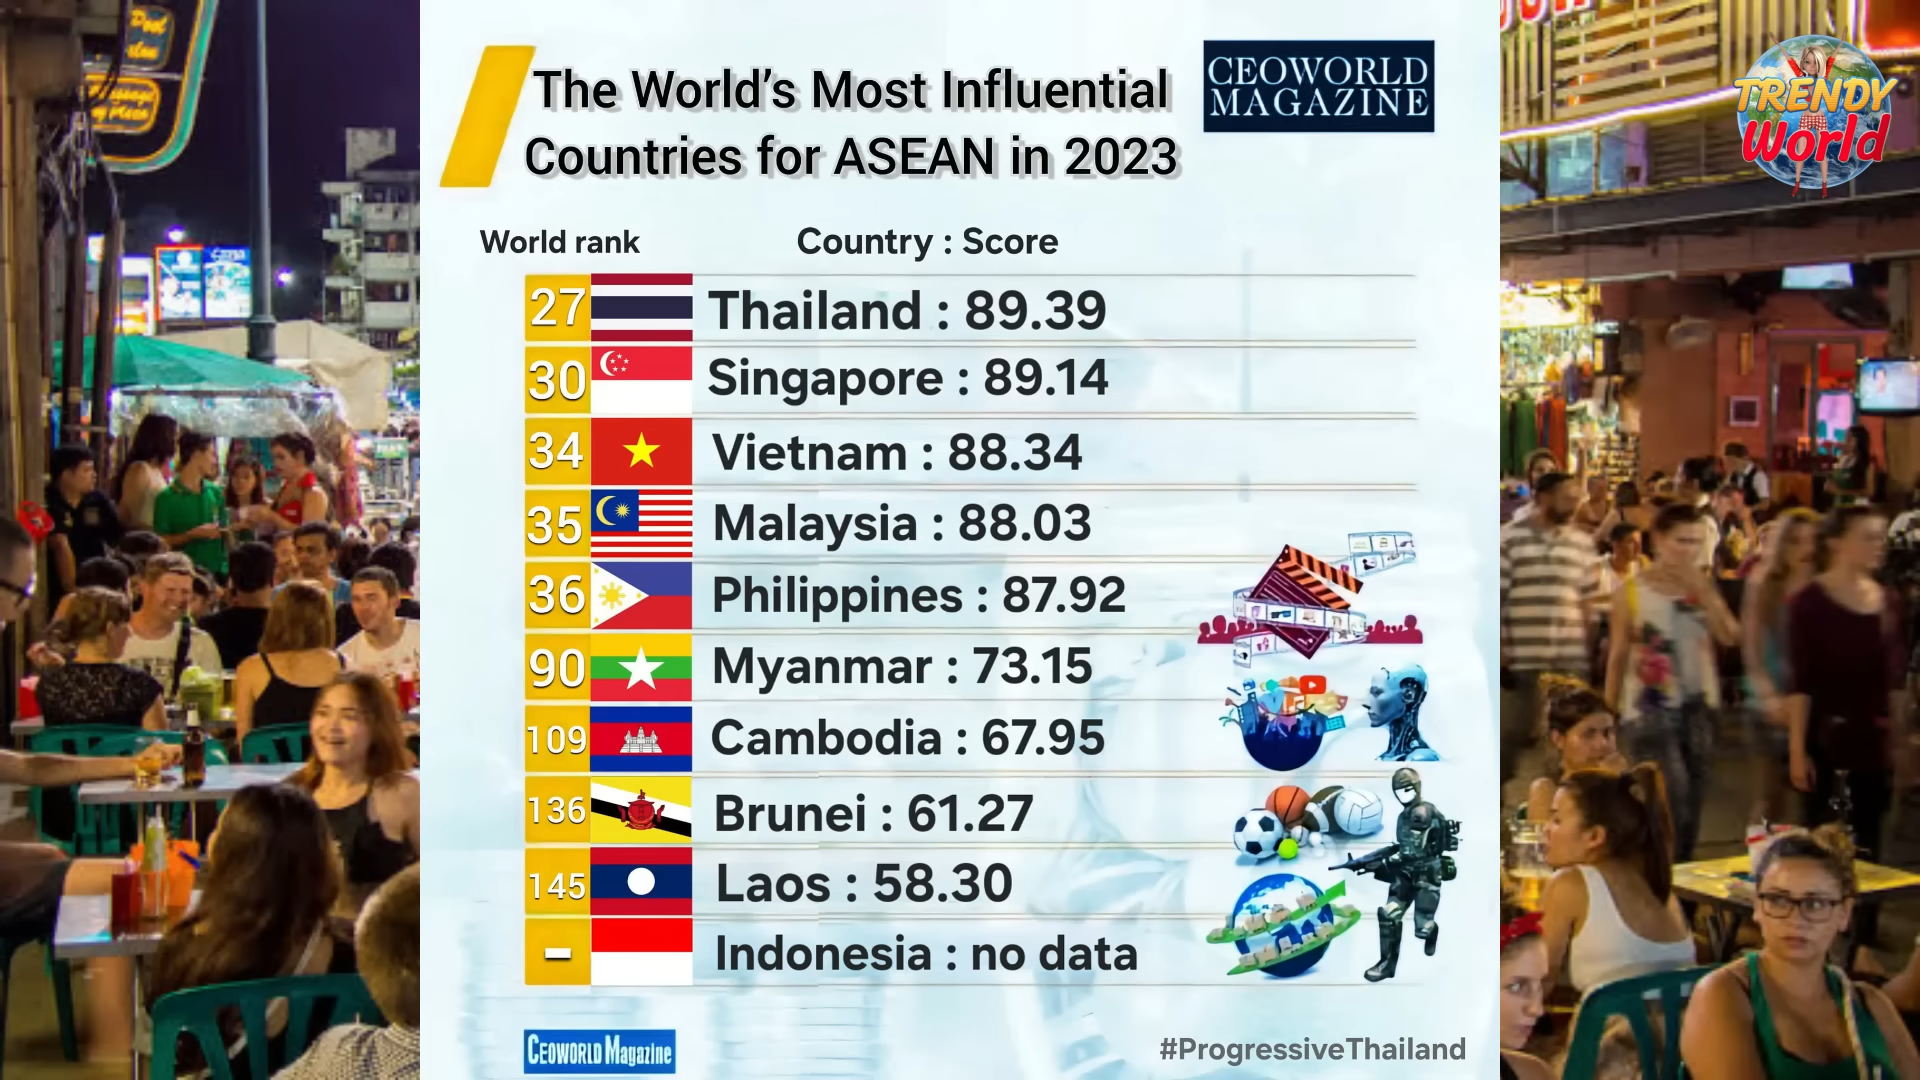 The World's Most Influential
Countries for ASEAN in 2023
CEOWORLD
MAGAZINE
TRENDY
World
World rank
Country : Score
27 Thailand : 89.39
30 Singapore : 89.14
34 Vietnam : 88.34
35 Malaysia : 88.03
36 Philippines : 87.92
90 Myanmar : 73.15
109 Cambodia : 67.95
136 Brunei : 61.27
145 Laos : 58.30
- Indonesia : no data
CEOWORLD Magazine
#ProgressiveThailand